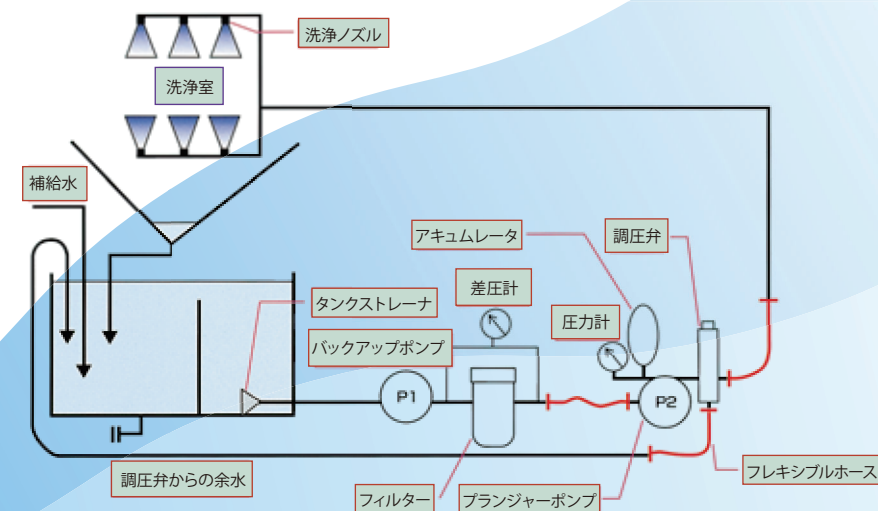 洗浄ノズル
洗浄室
補給水
アキュムレータ
調圧弁
差圧計
タンクストレーナ
圧力計
バックアップポンプ
P1
P2
調圧弁からの余水
フレキシブルホース
フィルター
プランジャーポンプ